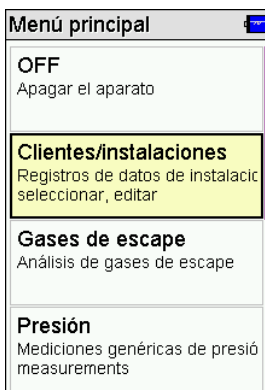 Menú principal
OFF
Apagar el aparato
Clientes/instalaciones
Registros de datos de instalacic
seleccionar, editar
Gases de escape
Análisis de gases de escape
Presión
Mediciones genéricas de presió
measurements